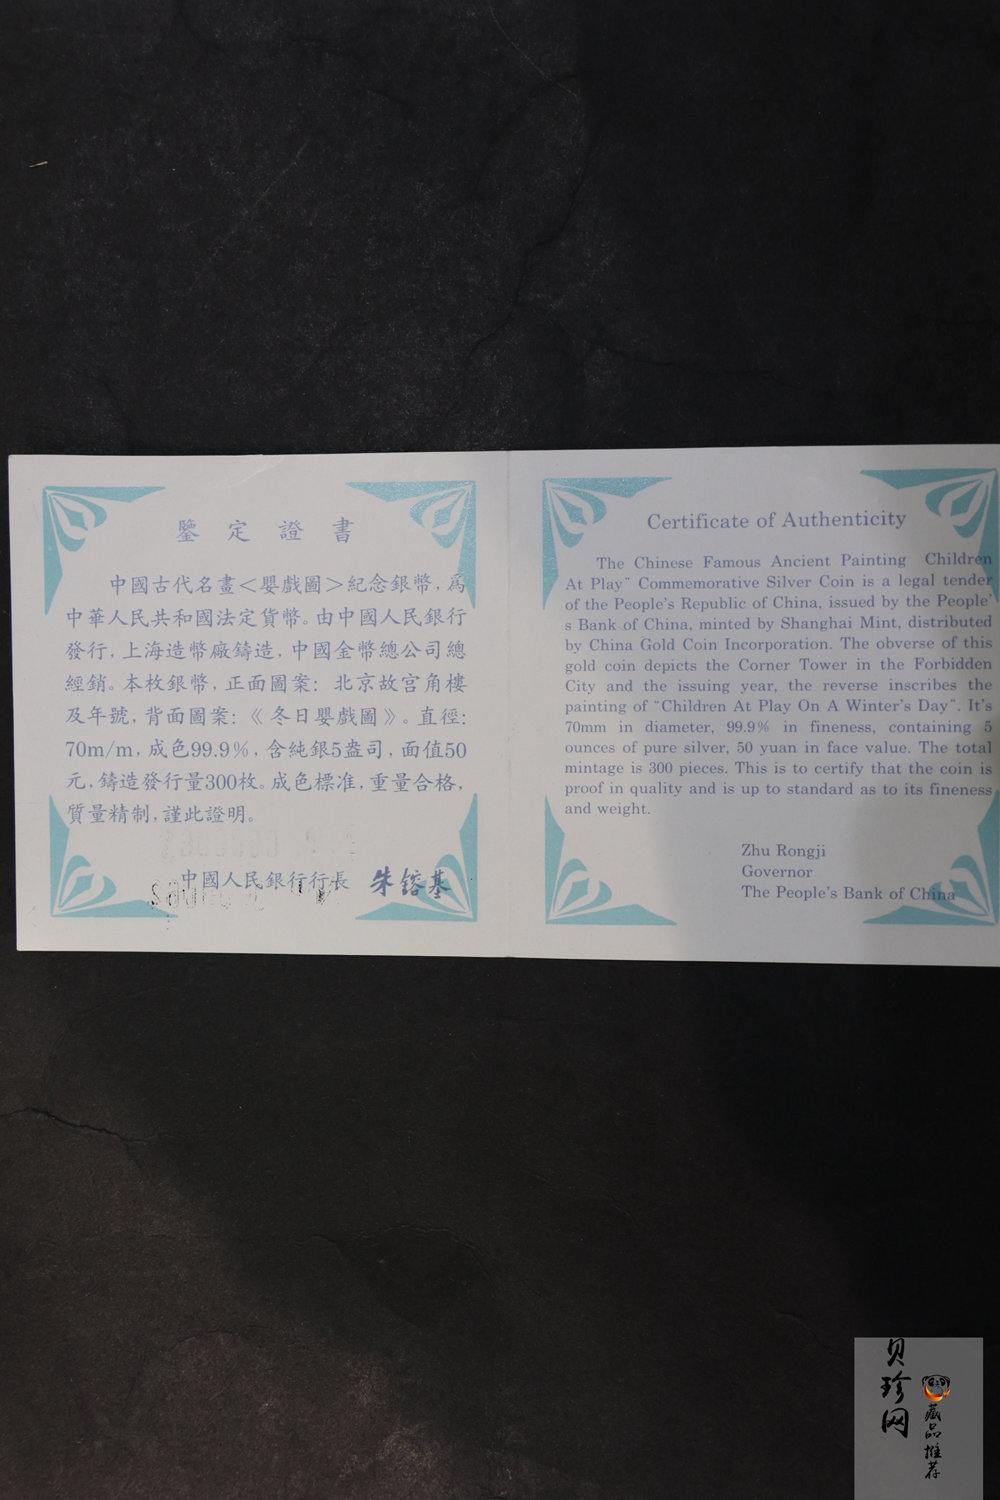 鑒定證書
中國古代名畫<嬰戲圖>紀念銀幣，為
中華人民共和國法定貨幣。由中國人民銀行
發行，上海造幣廠鑄造，中國金幣總公司總
經銷。本枚銀幣，正面圖案：北京故宮角樓
及年號，背面圖案：《冬日嬰戲圖》。直徑：
70m/m，成色99.9%，含純銀5盎司，面值50
元，鑄造發行量300枚。成色標准，重量合格，
質量精制，謹此證明。
中國人民銀行行長 朱镕基
Certificate of Authenticity
The Chinese Famous Ancient Painting Children
At Play" Commemorative Silver Coin is a legal tender
of the People's Republic of China, issued by the People'
s Bank of China, minted by Shanghai Mint, distributed
by China Gold Coin Incorporation. The obverse of this
gold coin depicts the Corner Tower in the Forbidden
City and the issuing year, the reverse inscribes the
painting of "Children At Play On A Winter's Day". It's
70mm in diameter, 99.9% in fineness, containing 5
ounces of pure silver, 50 yuan in face value. The total
mintage is 300 pieces. This is to certify that the coin is
proof in quality and is up to standard as to its fineness
and weight.
Zhu Rongji
Governor
The People's Bank of China
贝珍网
藏品推荐